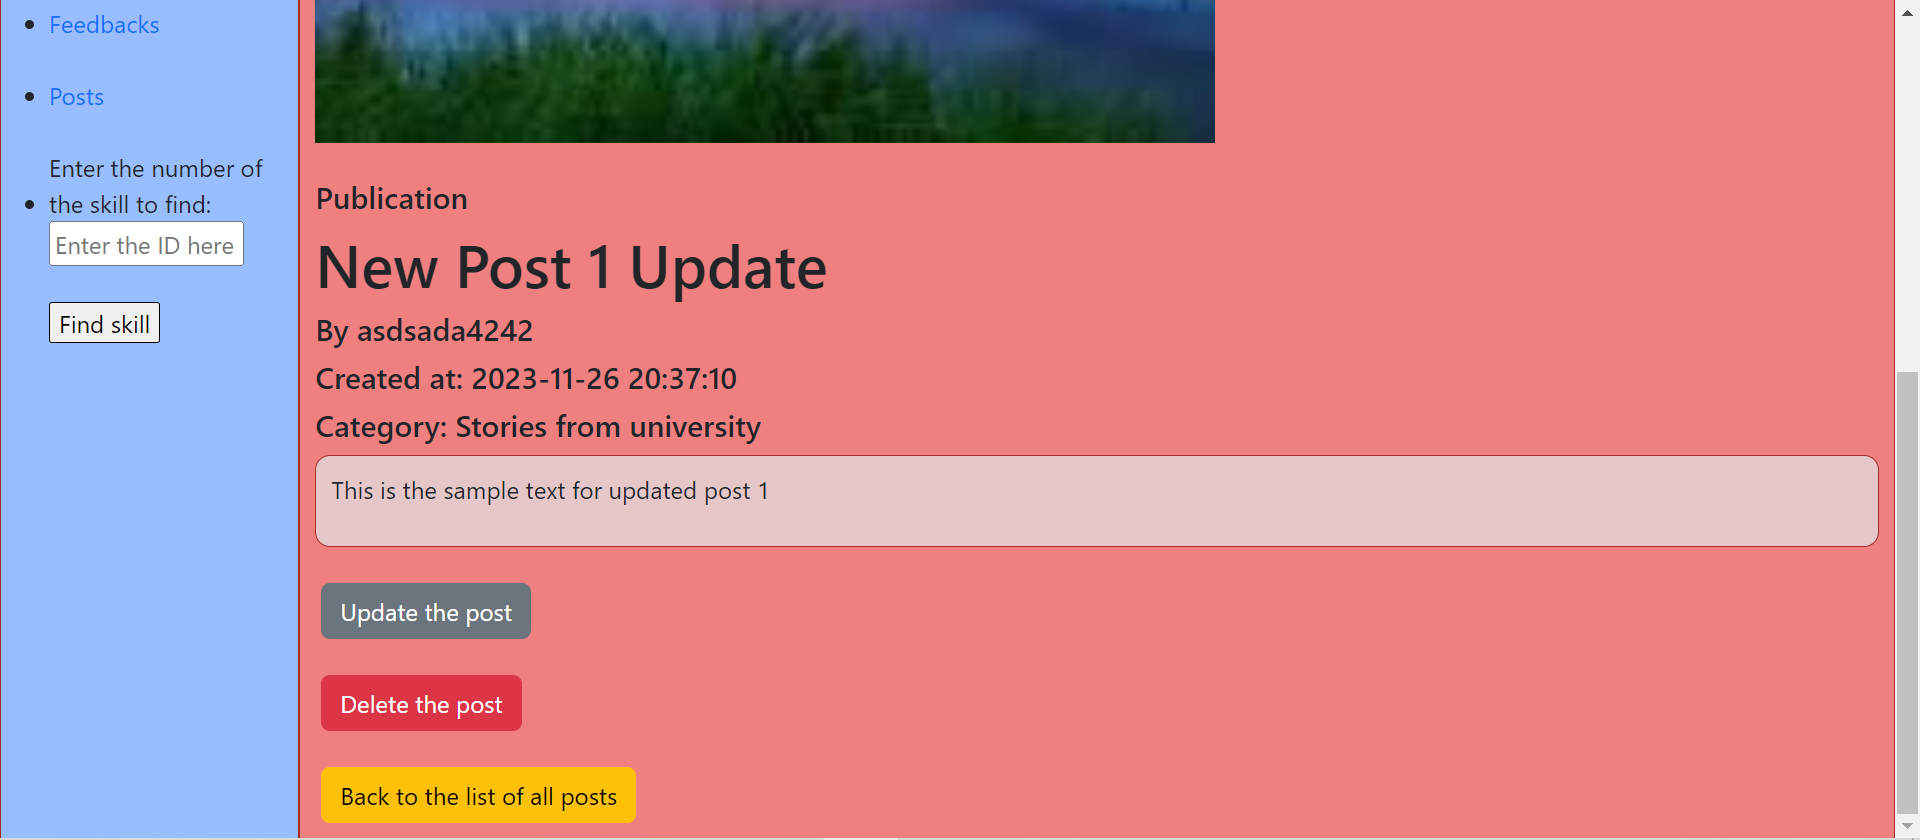 Feedbacks
Posts
Enter the number of
the skill to find:
Enter the ID here
Find skill
Publication
New Post 1 Update
By asdsada4242
Created at: 2023-11-26 20:37:10
Category: Stories from university
This is the sample text for updated post 1
Update the post
Delete the post
Back to the list of all posts